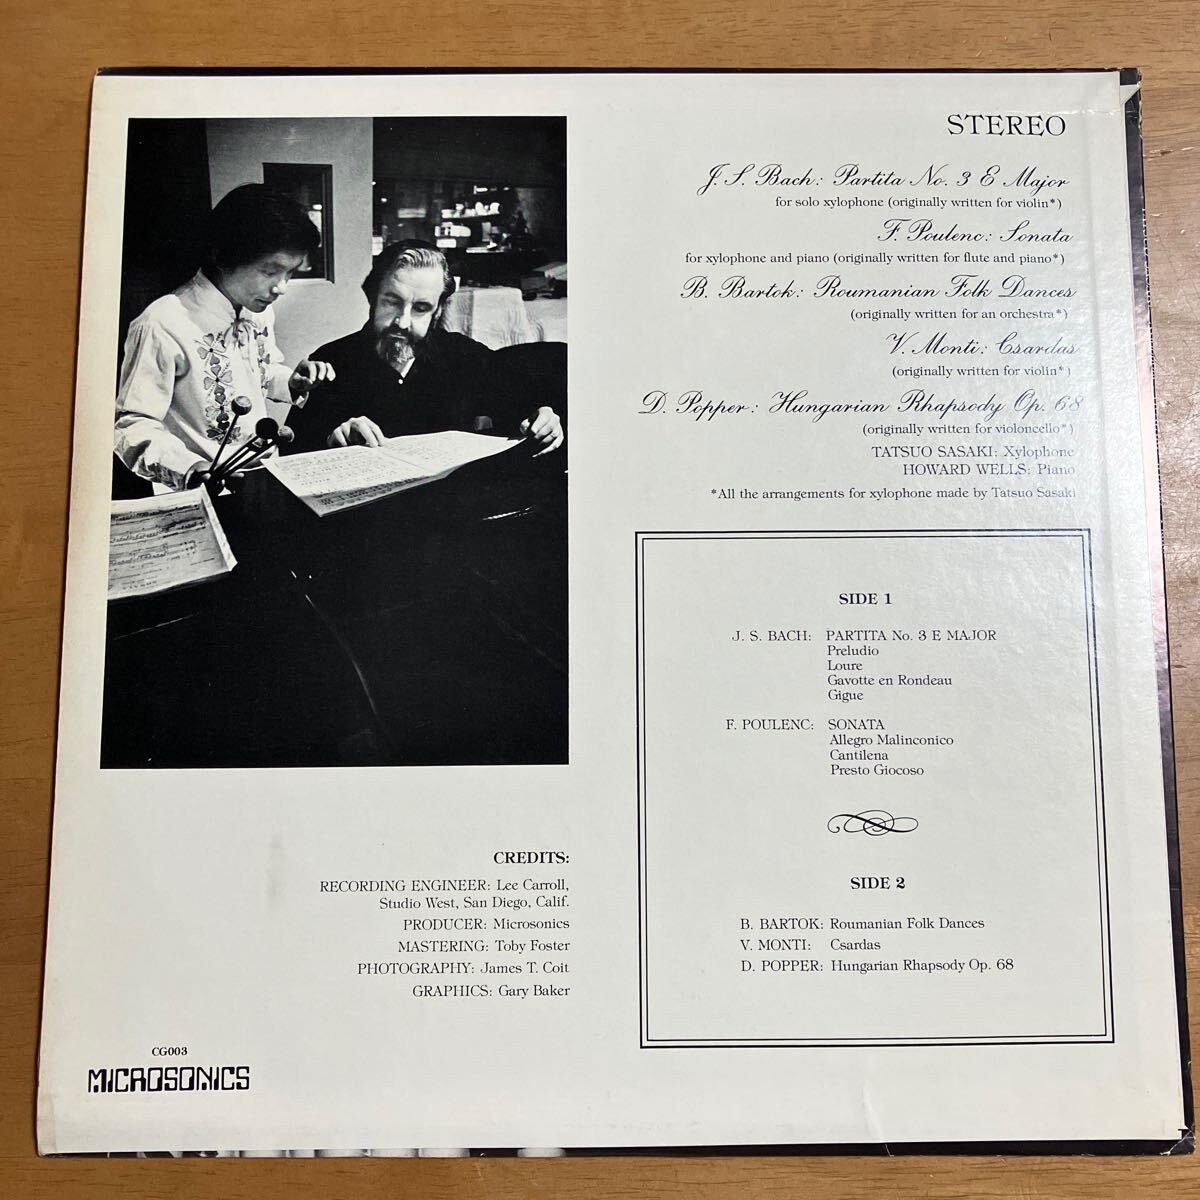 STEREO
J. S. Bach: Partita No. 3 E Major
for solo xylophone (originally written for violin*)
F. Poulenc: Sonata
for xylophone and piano (originally written for flute and piano*)
B. Bartok: Roumanian Folk Dances
(originally written for an orchestra*)
V. Monti: Csardas
(originally written for violin*)
D. Popper: Hungarian Rhapsody Op. 68
(originally written for violoncello*)
TATSUO SASAKI: Xylophone
HOWARD WELLS: Piano
*All the arrangements for xylophone made by Tatsuo Sasaki
SIDE 1
J. S. BACH: PARTITA No. 3 E MAJOR
Preludio
Loure
Gavotte en Rondeau
Gigue
F. POULENC: SONATA
Allegro Malinconico
Cantilena
Presto Giocoso
SIDE 2
B. BARTOK: Roumanian Folk Dances
V. MONTI: Csardas
D. POPPER: Hungarian Rhapsody Op. 68
CREDITS:
RECORDING ENGINEER: Lee Carroll,
Studio West, San Diego, Calif.
PRODUCER: Microsonics
MASTERING: Toby Foster
PHOTOGRAPHY: James T. Coit
GRAPHICS: Gary Baker
CG003
MICROSONICS